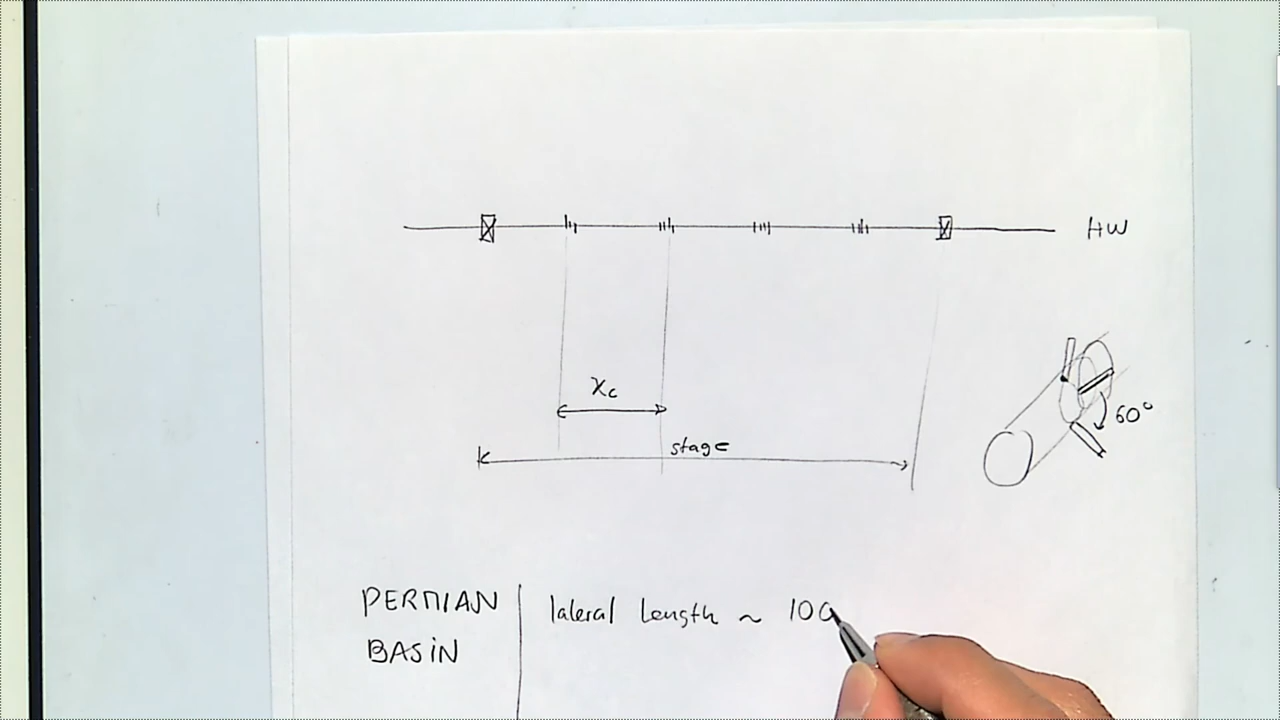 HW
Xc
60°
stage
PERMIAN
BASIN
lateral Length ~ 100